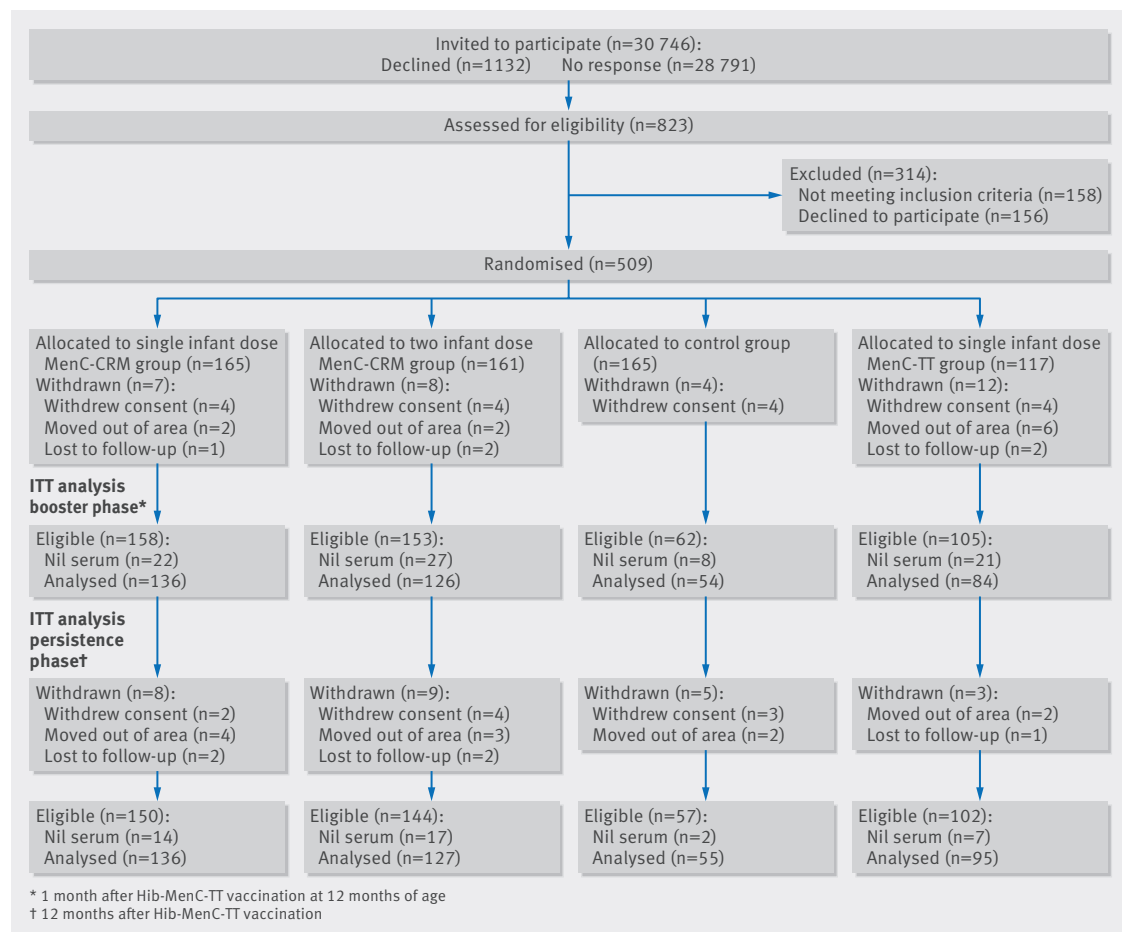 Invited to participate (n=30 746):
Declined (n=1132) No response (n=28 791)
Assessed for eligibility (n=823)
Excluded (n=314):
Not meeting inclusion criteria (n=158)
Declined to participate (n=156)
Randomised (n=509)
Allocated to single infant dose
MenC-CRM group (n=165)
Withdrawn (n=7):
Withdrew consent (n=4)
Moved out of area (n=2)
Lost to follow-up (n=1)
Allocated to two infant dose
MenC-CRM group (n=161)
Withdrawn (n=8):
Withdrew consent (n=4)
Moved out of area (n=2)
Lost to follow-up (n=2)
Allocated to control group
(n=165)
Withdrawn (n=4):
Withdrew consent (n=4)
Allocated to single infant dose
MenC-TT group (n=117)
Withdrawn (n=12):
Withdrew consent (n=4)
Moved out of area (n=6)
Lost to follow-up (n=2)
ITT analysis
booster phase*
Eligible (n=158):
Nil serum (n=22)
Analysed (n=136)
Eligible (n=153):
Nil serum (n=27)
Analysed (n=126)
Eligible (n=62):
Nil serum (n=8)
Analysed (n=54)
Eligible (n=105):
Nil serum (n=21)
Analysed (n=84)
ITT analysis
persistence
phase†
Withdrawn (n=8):
Withdrew consent (n=2)
Moved out of area (n=4)
Lost to follow-up (n=2)
Withdrawn (n=9):
Withdrew consent (n=4)
Moved out of area (n=3)
Lost to follow-up (n=2)
Withdrawn (n=5):
Withdrew consent (n=3)
Moved out of area (n=2)
Withdrawn (n=3):
Moved out of area (n=2)
Lost to follow-up (n=1)
Eligible (n=150):
Nil serum (n=14)
Analysed (n=136)
Eligible (n=144):
Nil serum (n=17)
Analysed (n=127)
Eligible (n=57):
Nil serum (n=2)
Analysed (n=55)
Eligible (n=102):
Nil serum (n=7)
Analysed (n=95)
* 1 month after Hib-MenC-TT vaccination at 12 months of age
† 12 months after Hib-MenC-TT vaccination